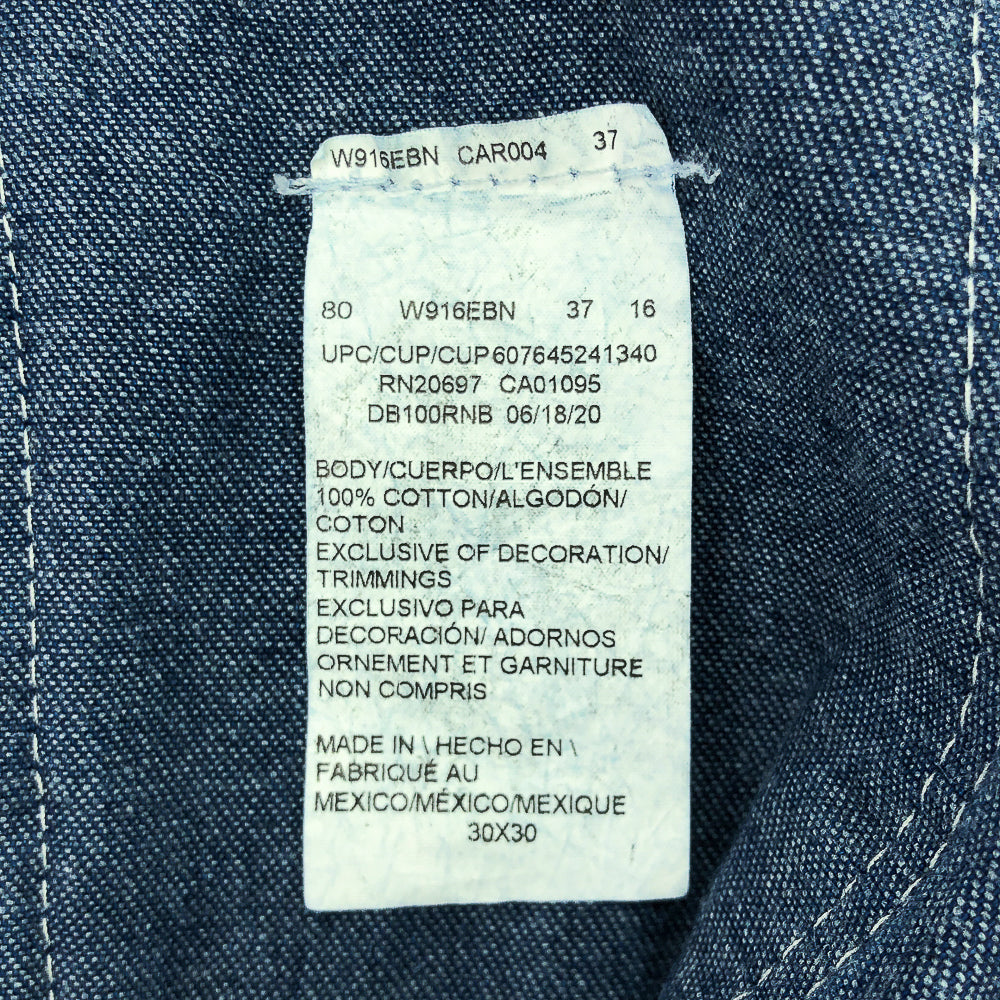 W916EBN CAR004 37
80 W916EBN 37 16
UPC/CUP/CUP607645241340
RN20697 CA01095
DB100RNB 06/18/20
BODY/CUERPO/L'ENSEMBLE
100% COTTON/ALGODÓN/
COTON
EXCLUSIVE OF DECORATION/
TRIMMINGS
EXCLUSIVO PARA
DECORACIÓN/ ADORNOS
ORNEMENT ET GARNITURE
NON COMPRIS
MADE IN \ HECHO EN \
FABRIQUÉ AU
MEXICO/MÉXICO/MEXIQUE
30X30